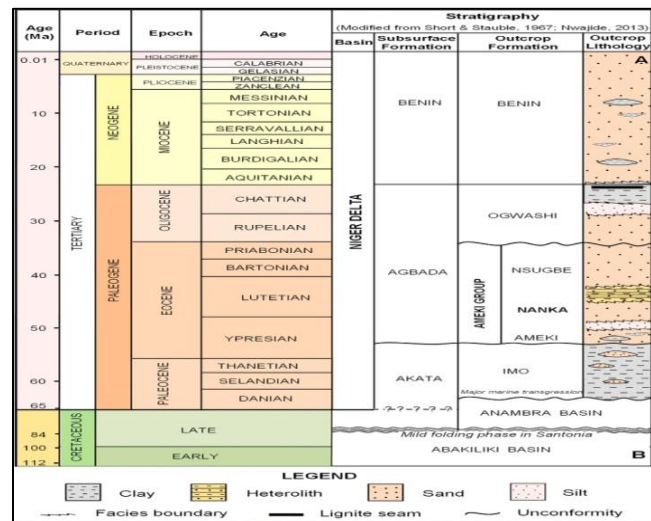 Stratigraphy
(Modified from Short & Stauble, 1967; Nwajide, 2013)
Age (Ma) Period Epoch Age Basin Subsurface Formation Outcrop Formation Outcrop Lithology
0.01 QUATERNARY HOLOCENE
PLEISTOCENE CALABRIAN
GELASIAN
PLIOCENE PIACENZIAN
ZANCLEAN
A
TERTIARY
NEOGENE
MIOCENE
MESSINIAN
10 TORTONIAN
SERRAVALLIAN
LANGHIAN
20 BURDIGALIAN
AQUITANIAN
NIGER DELTA
BENIN BENIN
PALEOGENE
OLIGOCENE
CHATTIAN
30 RUPELIAN
OGWASHI
EOCENE
PRIABONIAN
40 BARTONIAN
LUTETIAN
50 YPRESIAN
AGBADA
AMEKI GROUP
NSUGBE
NANKA
AMEKI
PALEOCENE
THANETIAN
60 SELANDIAN
65 DANIAN
AKATA IMO
Major marine transgression
-?-?-?-?-
CRETACEOUS
LATE ANAMBRA BASIN
84 Mild folding phase in Santonia
100 EARLY ABAKILIKI BASIN B
112
LEGEND
Clay Heterolith Sand Silt
Facies boundary Lignite seam Unconformity